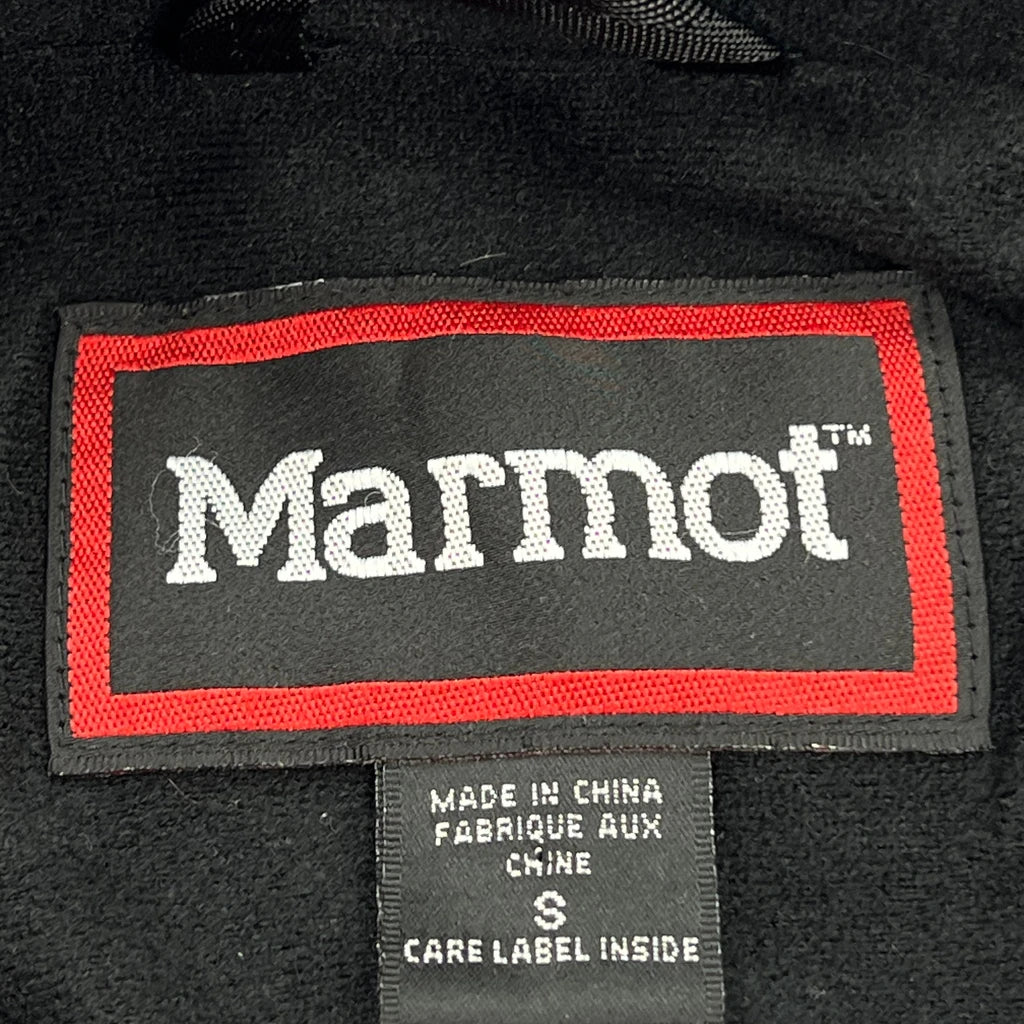 Marmot™
MADE IN CHINA
FABRIQUE AUX
CHINE
S
CARE LABEL INSIDE